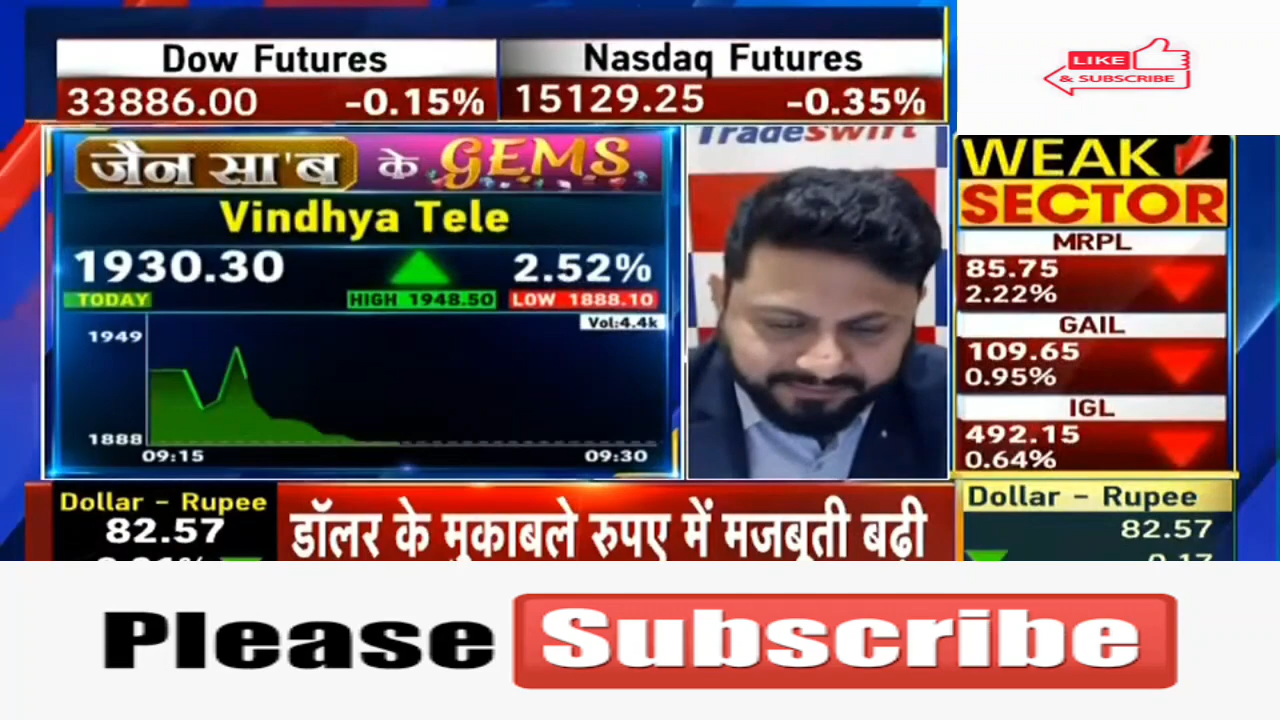 Dow Futures
33886.00 -0.15%
Nasdaq Futures
15129.25 -0.35%
LIKE
& SUBSCRIBE
जैन सा'ब के GEMS
Vindhya Tele
1930.30 2.52%
TODAY HIGH 1948.50 LOW 1888.10
Vol:4.4k
1949
1888
09:15 09:30
TradeSwift
WEAK
SECTOR
MRPL
85.75
2.22%
GAIL
109.65
0.95%
IGL
492.15
0.64%
Dollar - Rupee
82.57
डॉलर के मुकाबले रुपए में मजबूती बढ़ी
Dollar - Rupee
82.57
0.17
Please Subscribe